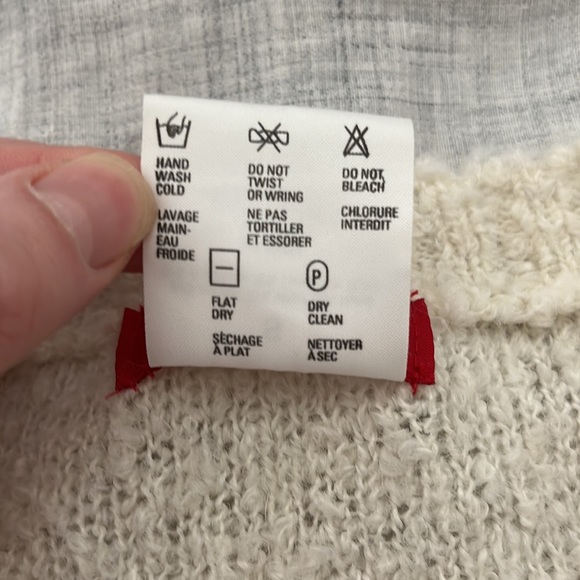 HAND
WASH
COLD
LAVAGE
MAIN-
EAU
FROIDE
DO NOT
TWIST
OR WRING
NE PAS
TORTILLER
ET ESSORER
DO NOT
BLEACH
CHLORURE
INTERDIT
FLAT
DRY
SÈCHAGE
À PLAT
P
DRY
CLEAN
NETTOYER
À SEC